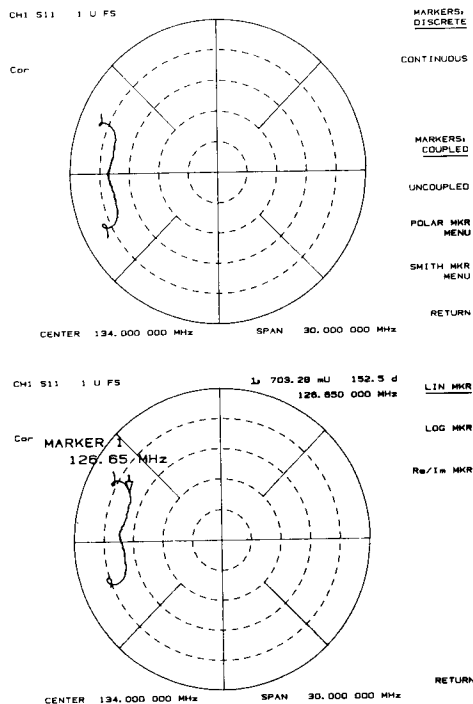 CH1 S11 1 U FS
MARKERS:
DISCRETE
Cor
CONTINUOUS
MARKERS:
COUPLED
UNCOUPLED
POLAR MKR
MENU
SMITH MKR
MENU
RETURN
CENTER 134.000 000 MHz SPAN 30.000 000 MHz
CH1 S11 1 U FS
1: 703.28 mU 152.5 d
126.650 000 MHz
LIN MKR
Cor
MARKER 1
126.65 MHz
LOG MKR
Re/Im MKR
RETURN
CENTER 134.000 000 MHz SPAN 30.000 000 MHz